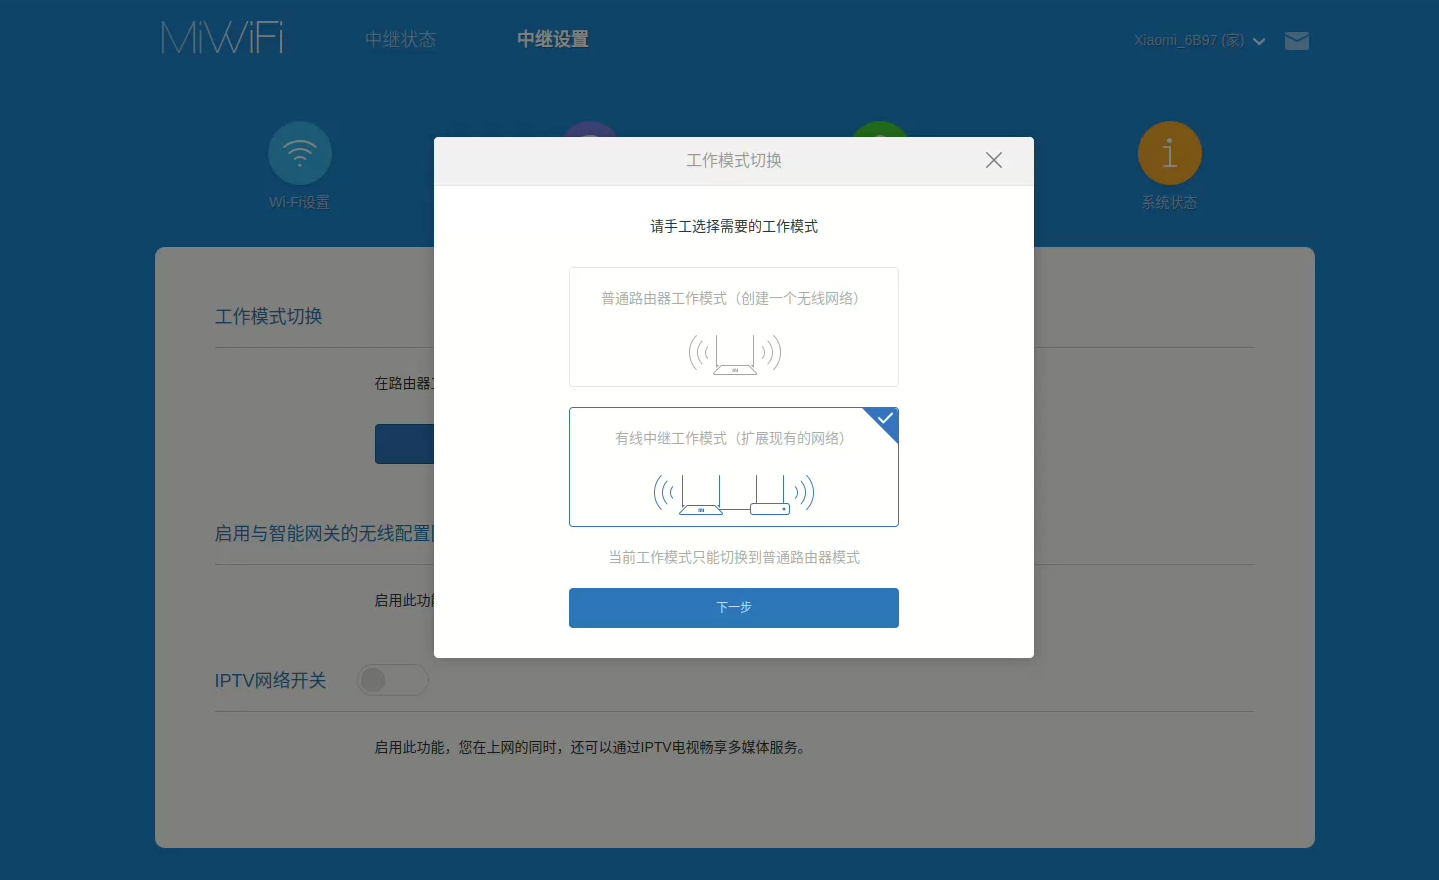 MiWiFi
中继状态
中继设置
Xiaomi_6B97 (家)
Wi-Fi设置
系统状态
工作模式切换
请手工选择需要的工作模式
普通路由器工作模式（创建一个无线网络）
有线中继工作模式（扩展现有的网络）
当前工作模式只能切换到普通路由器模式
下一步
工作模式切换
在路由器
启用与智能网关的无线配置
启用此功
IPTV网络开关
启用此功能，您在上网的同时，还可以通过IPTV电视畅享多媒体服务。